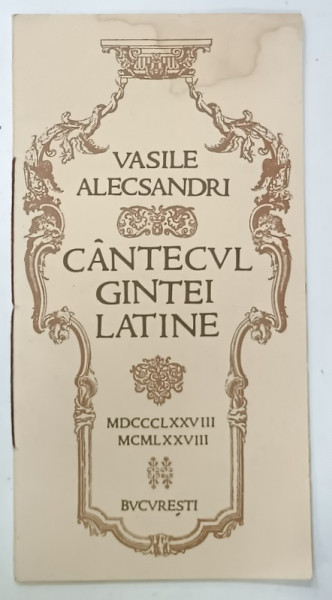 VASILE
ALECSANDRI
CÂNTECVL
GINTEI
LATINE
MDCCCLXXVIII
MCMLXXVIII
BVCVREȘTI